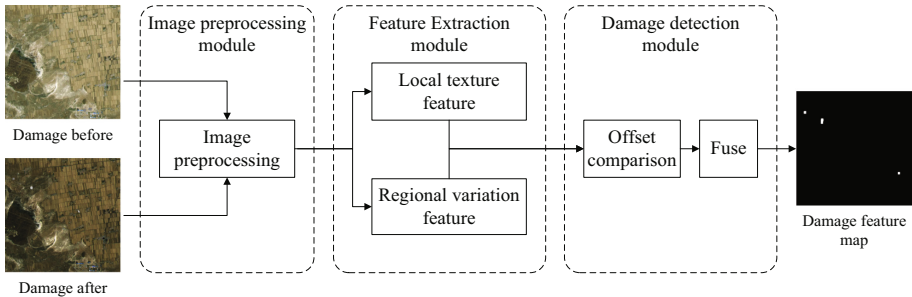 Image preprocessing
module
Feature Extraction
module
Damage detection
module
Damage before
Image
preprocessing
Local texture
feature
Regional variation
feature
Offset
comparison
Fuse
Damage feature
map
Damage after